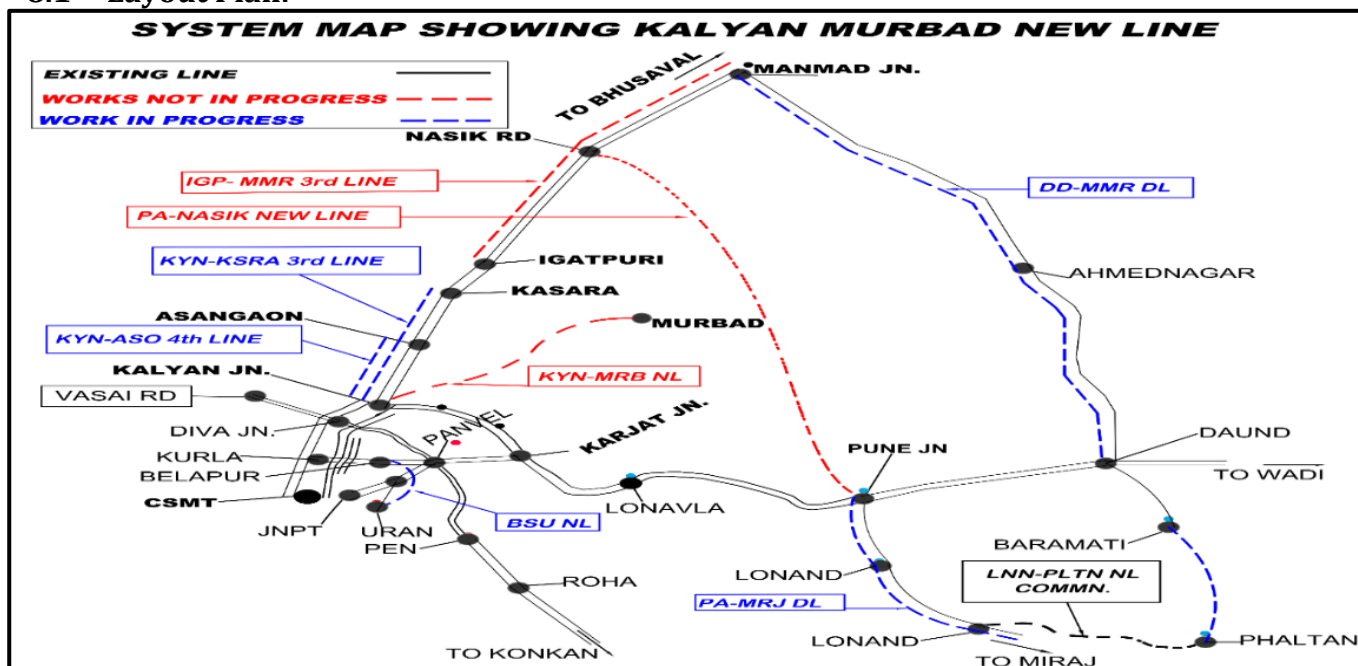 SYSTEM MAP SHOWING KALYAN MURBAD NEW LINE
EXISTING LINE
WORKS NOT IN PROGRESS
WORK IN PROGRESS
TO BHUSAVAL
MANMAD JN.
NASIK RD
IGP- MMR 3rd LINE
DD-MMR DL
PA-NASIK NEW LINE
KYN-KSRA 3rd LINE
IGATPURI
AHMEDNAGAR
KASARA
ASANGAON
MURBAD
KYN-ASO 4th LINE
KALYAN JN.
KYN-MRB NL
VASAI RD
DIVA JN.
PANVEL
KARJAT JN.
KURLA
BELAPUR
PUNE JN
DAUND
TO WADI
CSMT
LONAVLA
JNPT
URAN
BSU NL
PEN
BARAMATI
ROHA
LONAND
LNN-PLTN NL
COMMN.
PA-MRJ DL
LONAND
PHALTAN
TO KONKAN
TO MIRAJ